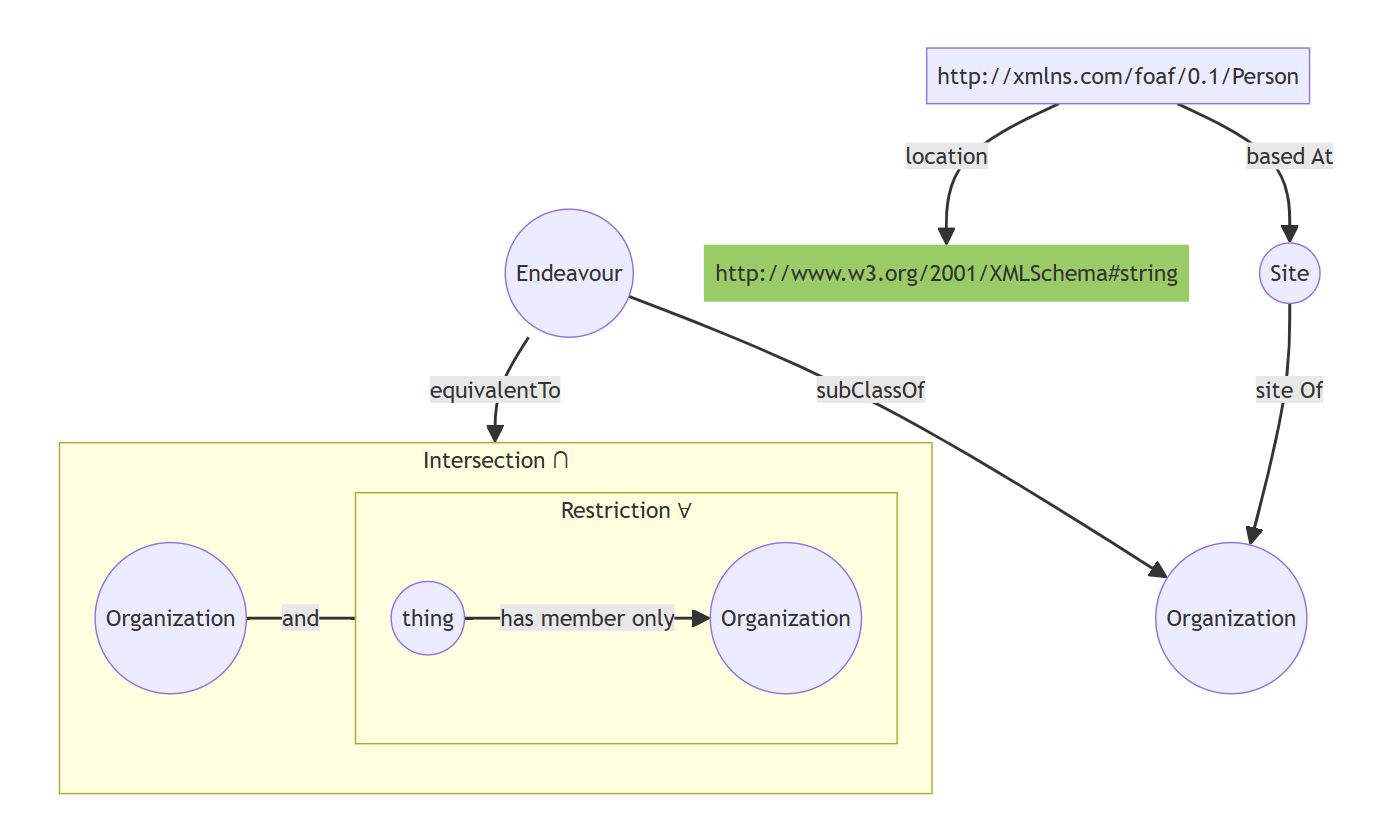 http://xmlns.com/foaf/0.1/Person
location
based At
Endeavour
http://www.w3.org/2001/XMLSchema#string
Site
equivalentTo
subClassOf
site Of
Intersection ⋂
Restriction ∀
Organization
and
thing
has member only
Organization
Organization